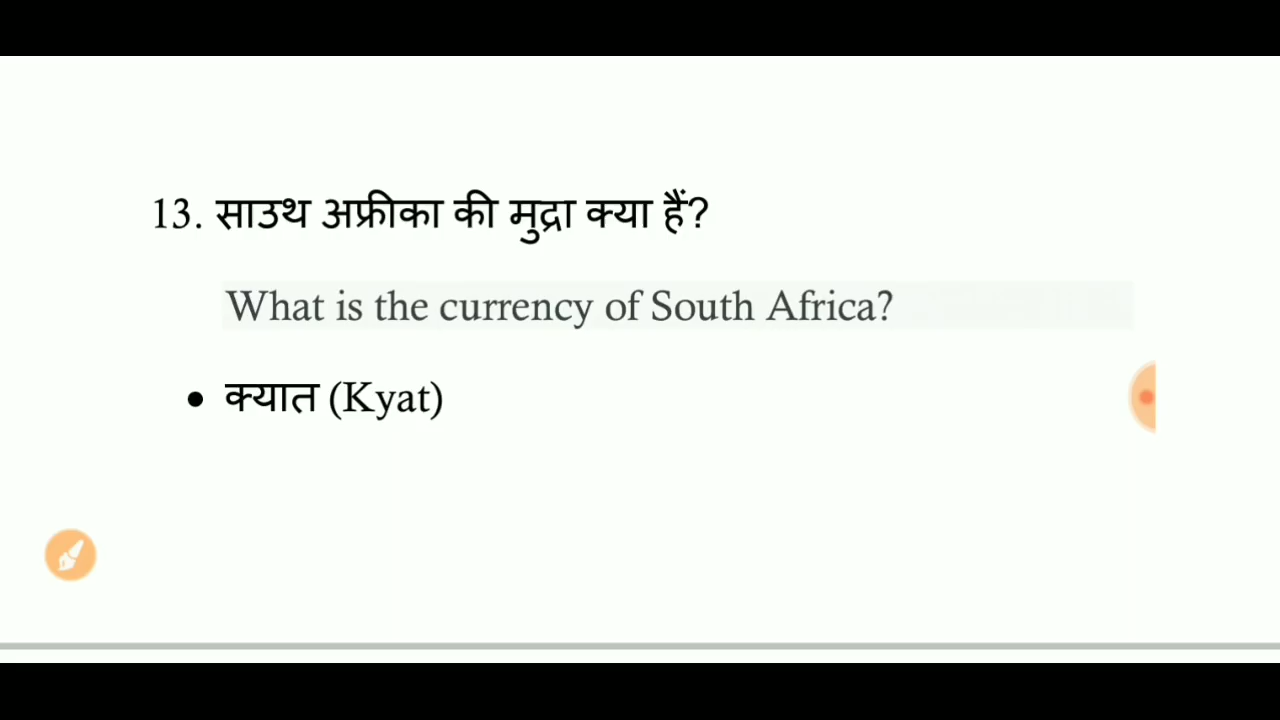 13. साउथ अफ्रीका की मुद्रा क्या हैं?
What is the currency of South Africa?
• क्यात (Kyat)